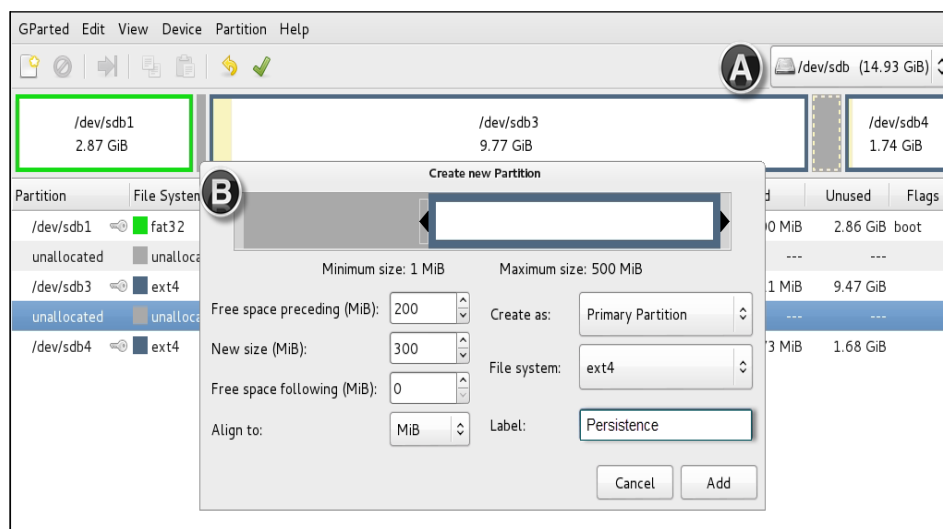 GParted Edit View Device Partition Help
A
/dev/sdb (14.93 GiB)
/dev/sdb1
2.87 GiB
/dev/sdb3
9.77 GiB
/dev/sdb4
1.74 GiB
B
Create new Partition
Partition File System Unused Flags
/dev/sdb1 fat32 2.86 GiB boot
unallocated --- ---
/dev/sdb3 ext4 1 MiB 9.47 GiB
unallocated --- ---
/dev/sdb4 ext4 MiB 1.68 GiB
Minimum size: 1 MiB Maximum size: 500 MiB
Free space preceding (MiB): 200 Create as: Primary Partition
New size (MiB): 300 File system: ext4
Free space following (MiB): 0
Align to: MiB Label: Persistence
Cancel Add